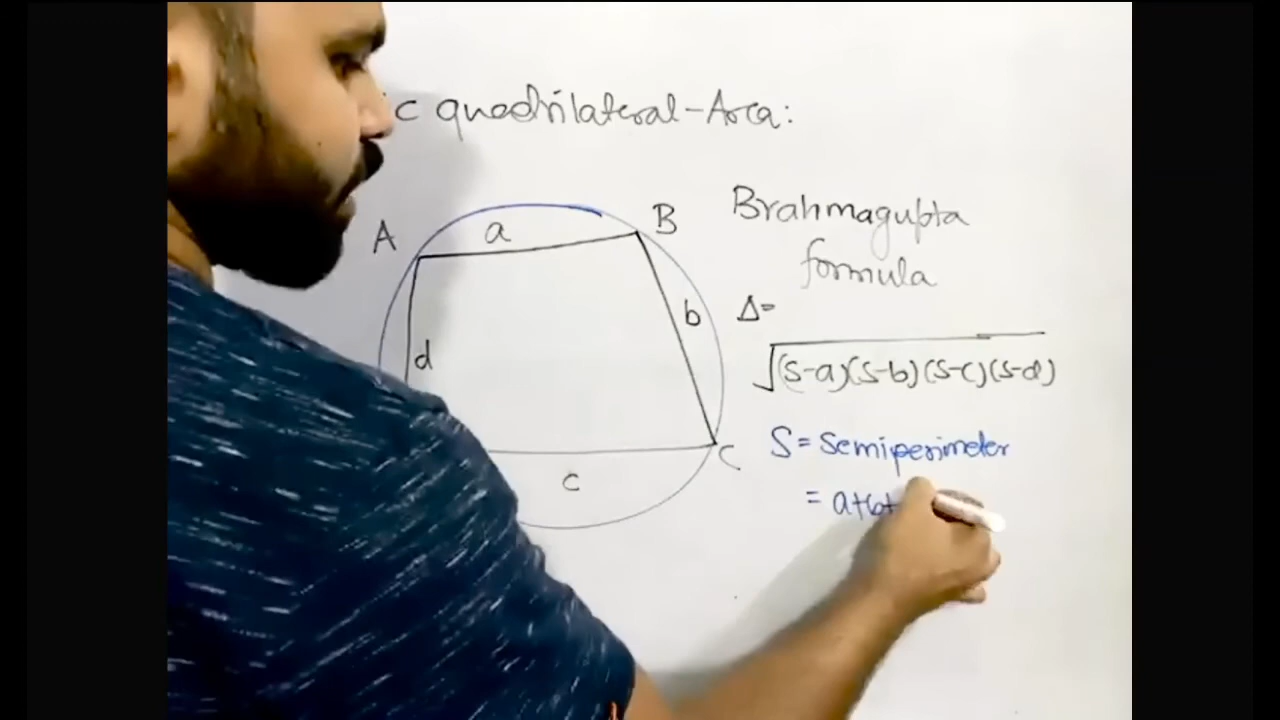 c quadrilateral-Area:
A
a
B
Brahmagupta
formula
b
Δ=
d
√(s-a)(s-b)(s-c)(s-d)
S=Semiperimeter
C
c
= a+b+